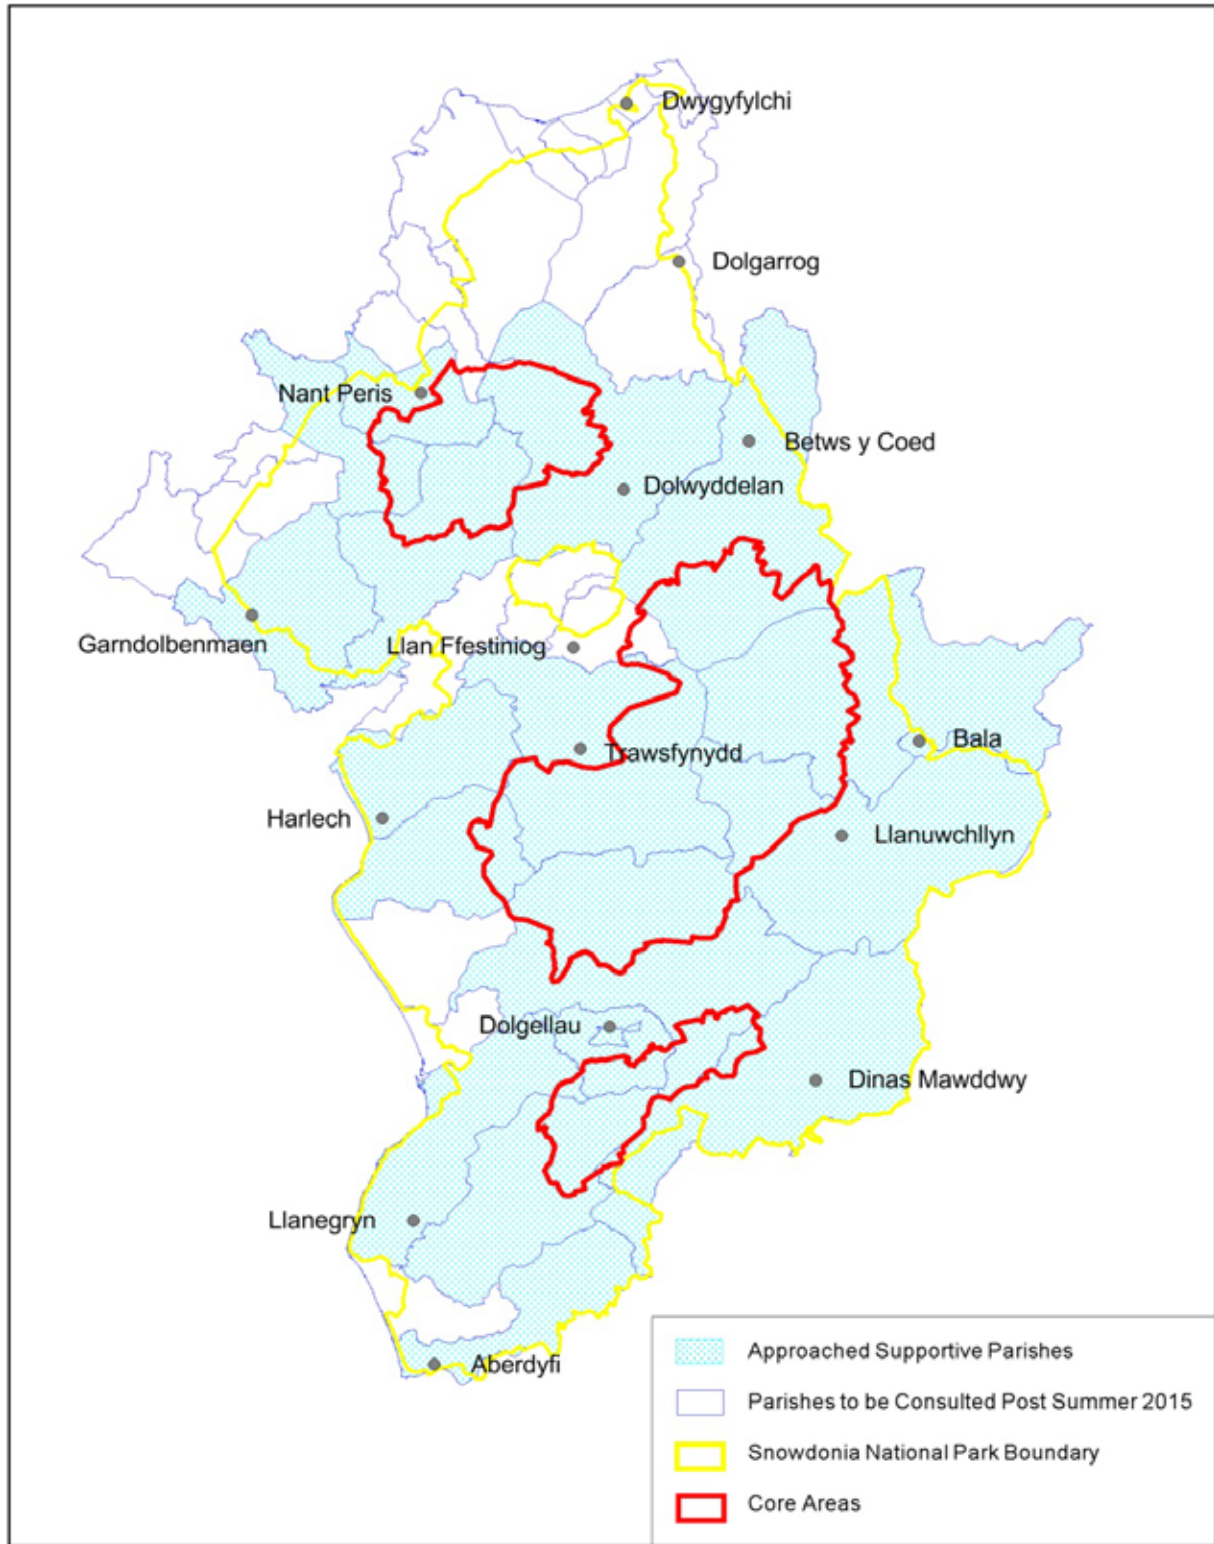 Dwygyfylchi
Dolgarrog
Nant Peris
Betws y Coed
Dolwyddelan
Garndolbenmaen
Llan Ffestiniog
Trawsfynydd
Bala
Harlech
Llanuwchllyn
Dolgellau
Dinas Mawddwy
Llanegryn
Aberdyfi
Approached Supportive Parishes
Parishes to be Consulted Post Summer 2015
Snowdonia National Park Boundary
Core Areas